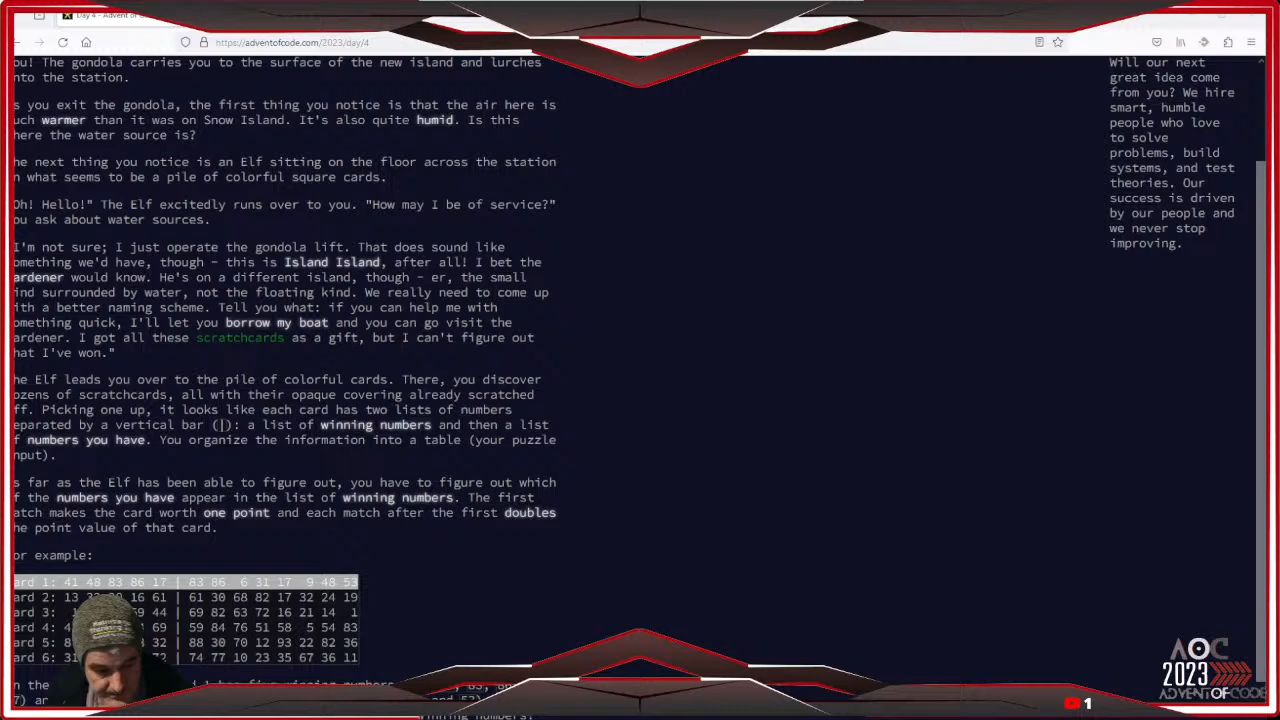 Day 4 - Advent of
https://adventofcode.com/2023/day/4
ou! The gondola carries you to the surface of the new island and lurches
nto the station.
s you exit the gondola, the first thing you notice is that the air here is
uch warmer than it was on Snow Island. It's also quite humid. Is this
here the water source is?
he next thing you notice is an Elf sitting on the floor across the station
n what seems to be a pile of colorful square cards.
Oh! Hello!" The Elf excitedly runs over to you. "How may I be of service?"
ou ask about water sources.
I'm not sure; I just operate the gondola lift. That does sound like
omething we'd have, though - this is Island Island, after all! I bet the
ardener would know. He's on a different island, though - er, the small
ind surrounded by water, not the floating kind. We really need to come up
ith a better naming scheme. Tell you what: if you can help me with
omething quick, I'll let you borrow my boat and you can go visit the
ardener. I got all these scratchcards as a gift, but I can't figure out
hat I've won."
he Elf leads you over to the pile of colorful cards. There, you discover
ozens of scratchcards, all with their opaque covering already scratched
ff. Picking one up, it looks like each card has two lists of numbers
eparated by a vertical bar (|): a list of winning numbers and then a list
f numbers you have. You organize the information into a table (your puzzle
nput).
s far as the Elf has been able to figure out, you have to figure out which
f the numbers you have appear in the list of winning numbers. The first
atch makes the card worth one point and each match after the first doubles
he point value of that card.
or example:
ard 1: 41 48 83 86 17 | 83 86 6 31 17 9 48 53
ard 2: 13 16 61 | 61 30 68 82 17 32 24 19
ard 3: 44 | 69 82 63 72 16 21 14 1
ard 4: 69 | 59 84 76 51 58 5 54 83
ard 5: 32 | 88 30 70 12 93 22 82 36
ard 6: 31 72 | 74 77 10 23 35 67 36 11
n the has five winning numbers
Will our next
great idea come
from you? We hire
smart, humble
people who love
to solve
problems, build
systems, and test
theories. Our
success is driven
by our people and
we never stop
improving.
AOC
2023
ADVENT OF CODE
1